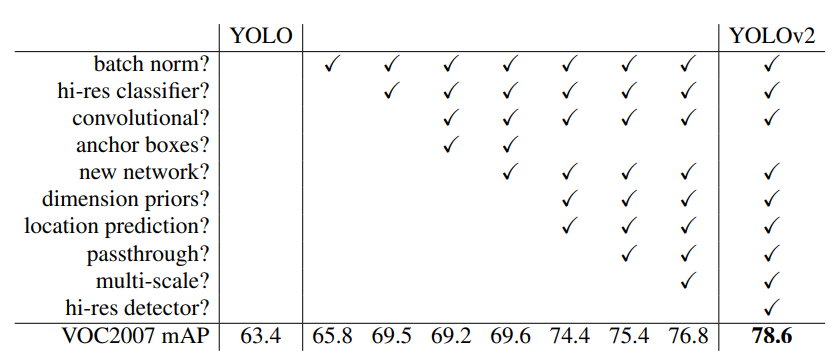 YOLO YOLOv2
batch norm? ✓ ✓ ✓ ✓ ✓ ✓ ✓ ✓
hi-res classifier? ✓ ✓ ✓ ✓ ✓ ✓ ✓
convolutional? ✓ ✓ ✓ ✓ ✓ ✓
anchor boxes? ✓ ✓
new network? ✓ ✓ ✓ ✓ ✓
dimension priors? ✓ ✓ ✓ ✓
location prediction? ✓ ✓ ✓ ✓
passthrough? ✓ ✓ ✓
multi-scale? ✓ ✓
hi-res detector? ✓
VOC2007 mAP 63.4 65.8 69.5 69.2 69.6 74.4 75.4 76.8 78.6